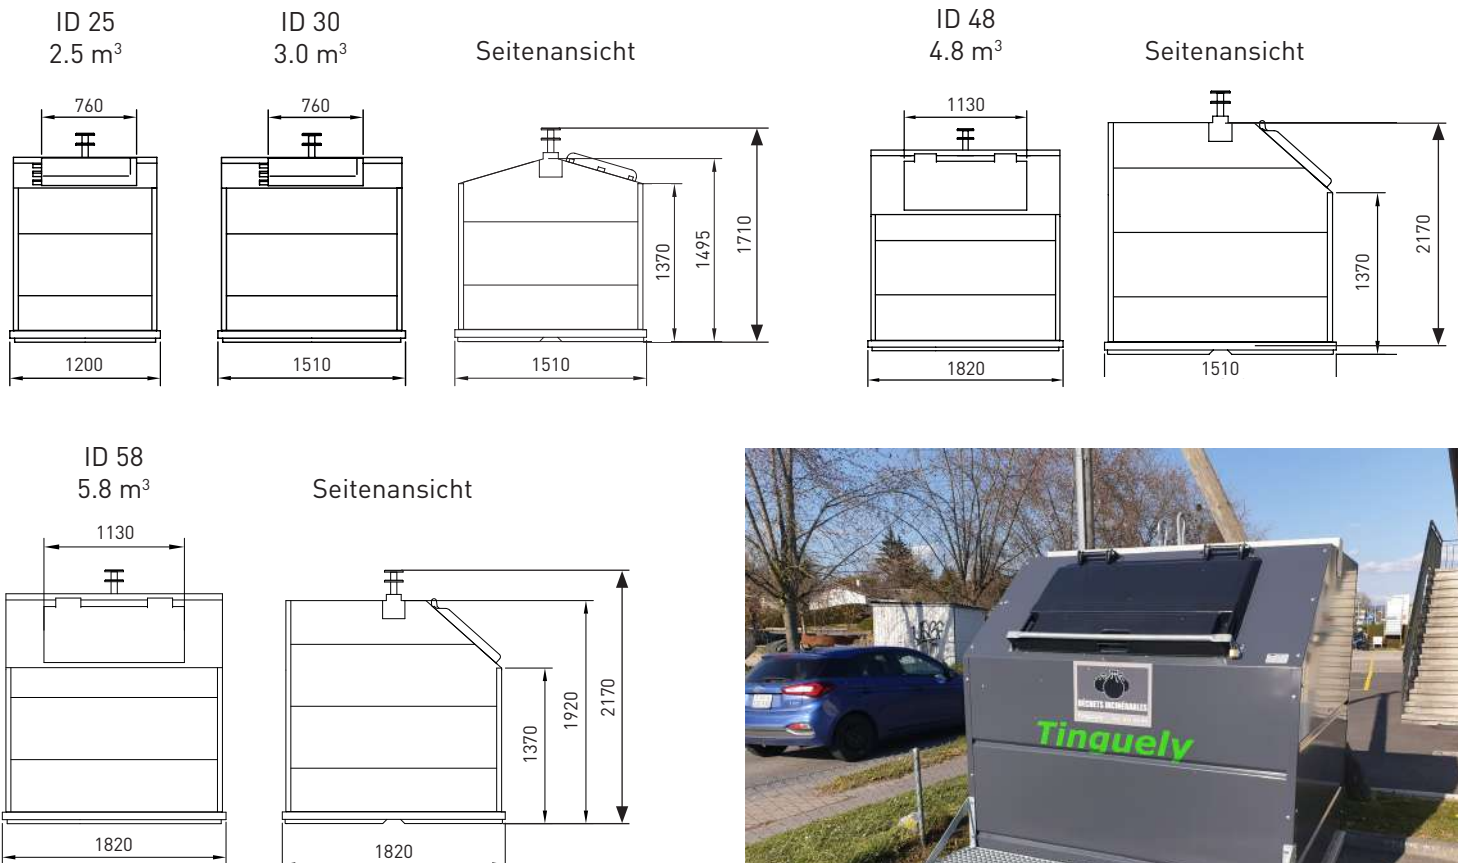 ID 25
2.5 m³
ID 30
3.0 m³
Seitenansicht
ID 48
4.8 m³
Seitenansicht
760
760
1130
1370
1495
1710
1370
2170
1200
1510
1510
1820
1510
ID 58
5.8 m³
Seitenansicht
1130
1370
1920
2170
1820
1820
DÉCHETS INCINÉRABLES
Tinguely